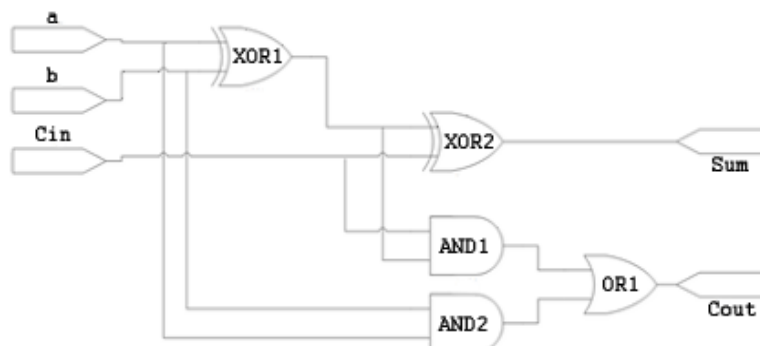 a
XOR1
b
Cin
XOR2
Sum
AND1
OR1
Cout
AND2